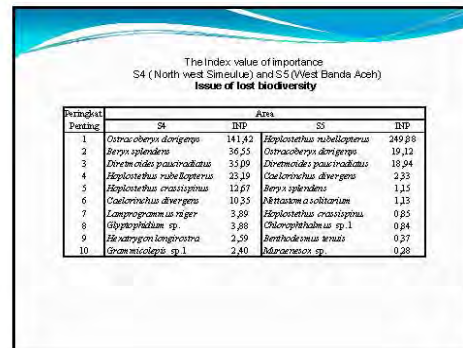 The Index value of importance
S4 ( North west Simeulue) and S5 (West Banda Aceh)
Issue of lost biodiversity
Peringkat Area
Penting S4 INP S5 INP
1 Ostracoberyx dorigenys 141,42 Hoplostethus rubellopterus 249,88
2 Beryx splendens 36,55 Ostracoberyx dorigenys 19,12
3 Diretmoides pauciradiatus 35,09 Diretmoides pauciradiatus 18,94
4 Hoplostethus rubellopterus 23,19 Caelorinchus divergens 2,33
5 Hoplostethus crassispinus 12,67 Beryx splendens 1,15
6 Caelorinchus divergens 10,35 Nettastoma solitarium 1,13
7 Lamprogrammus niger 3,89 Hoplostethus crassispinus 0,85
8 Glyptophidium sp. 3,88 Chlorophthalmus sp.1 0,84
9 Hexatrygon longirostra 2,59 Benthodesmus tenuis 0,37
10 Grammicolepis sp.1 2,40 Muraenesox sp. 0,28